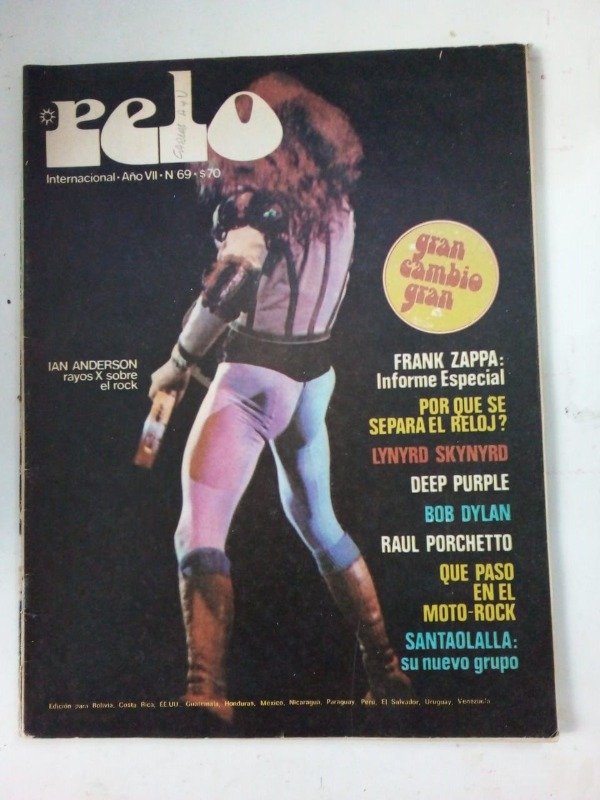 pelo
Internacional • Año VII • N 69 • $70
gran
cambio
gran
IAN ANDERSON
rayos X sobre
el rock
FRANK ZAPPA:
Informe Especial
POR QUE SE
SEPARA EL RELOJ?
LYNYRD SKYNYRD
DEEP PURPLE
BOB DYLAN
RAUL PORCHETTO
QUE PASO
EN EL
MOTO-ROCK
SANTAOLALLA:
su nuevo grupo
Edición para Bolivia, Costa Rica, EE.UU., Guatemala, Honduras, México, Nicaragua, Paraguay, Perú, El Salvador, Uruguay, Venezuela